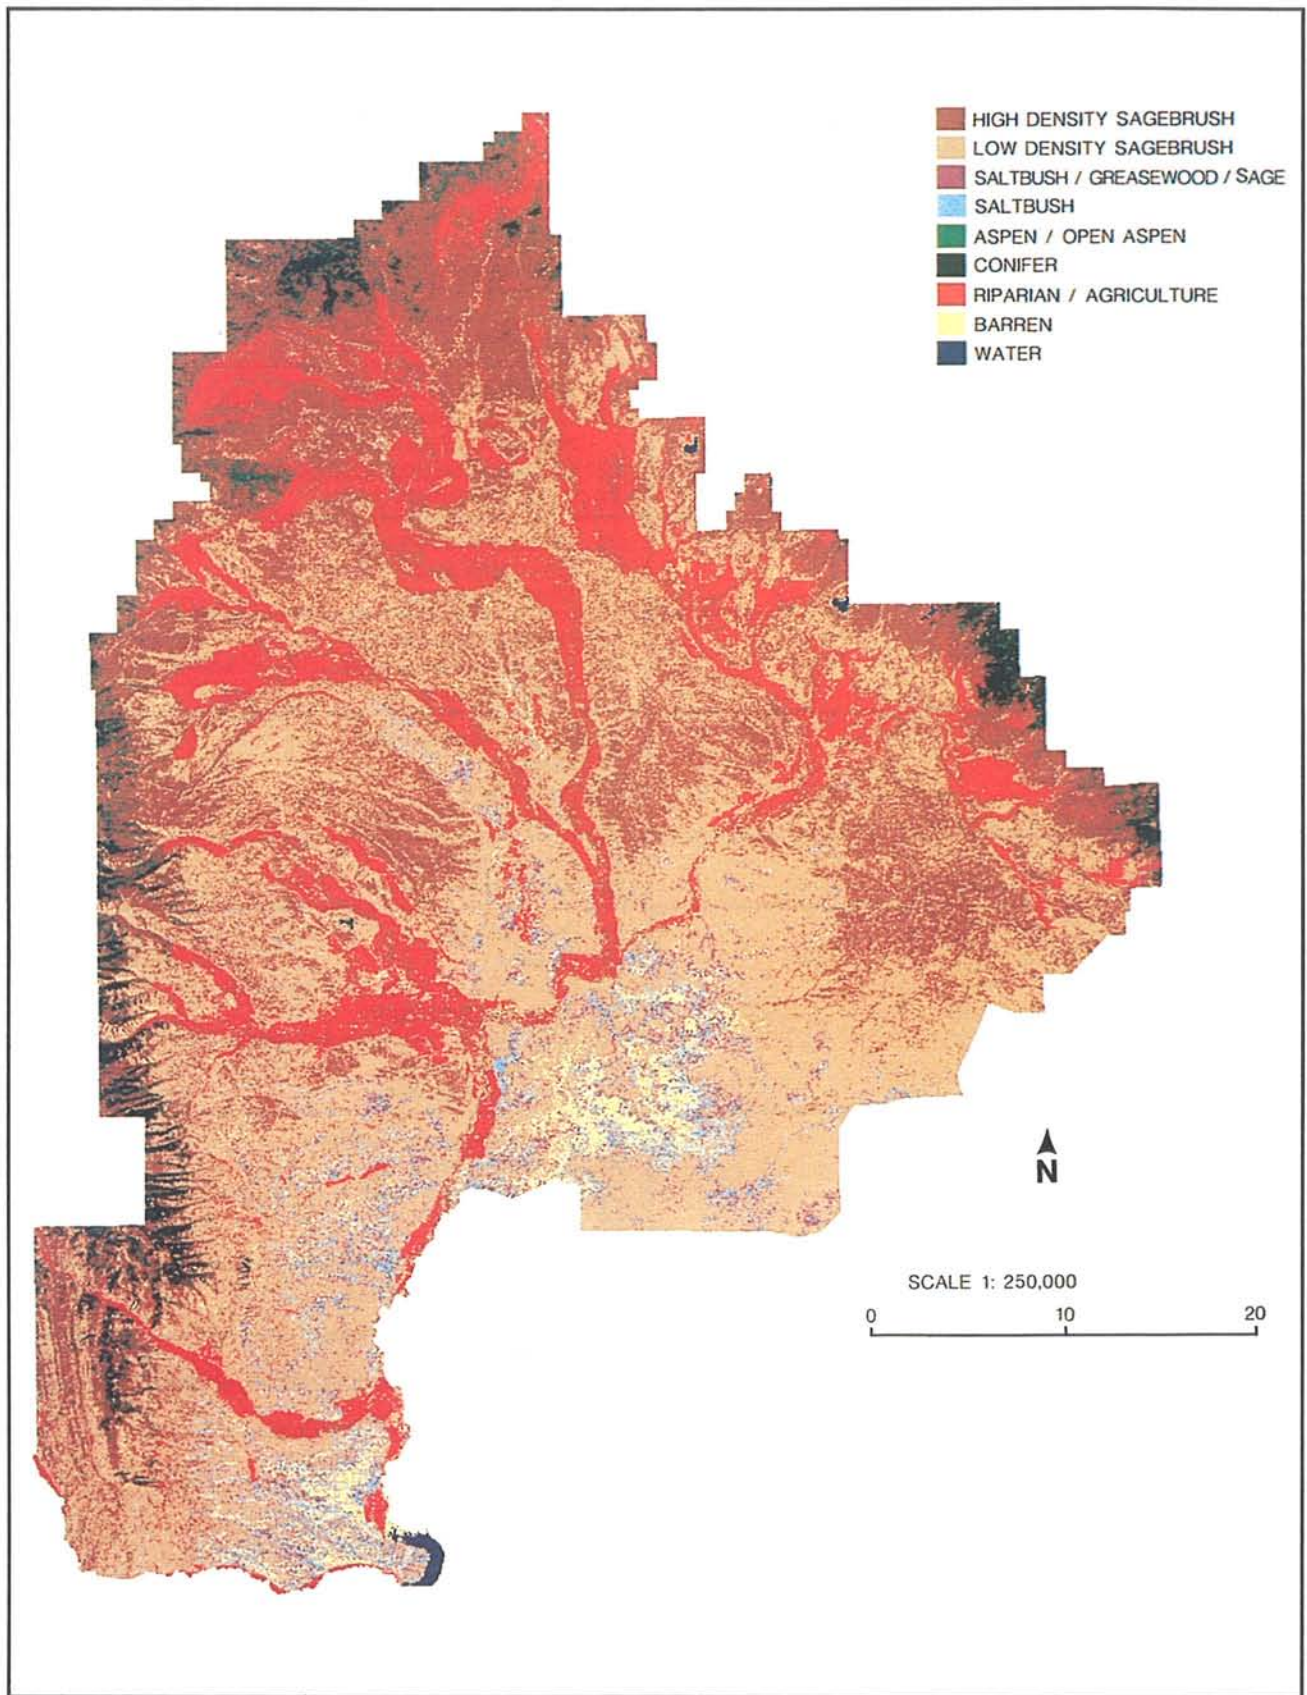 HIGH DENSITY SAGEBRUSH
LOW DENSITY SAGEBRUSH
SALTBUSH / GREASEWOOD / SAGE
SALTBUSH
ASPEN / OPEN ASPEN
CONIFER
RIPARIAN / AGRICULTURE
BARREN
WATER
N
SCALE 1: 250,000
0 10 20